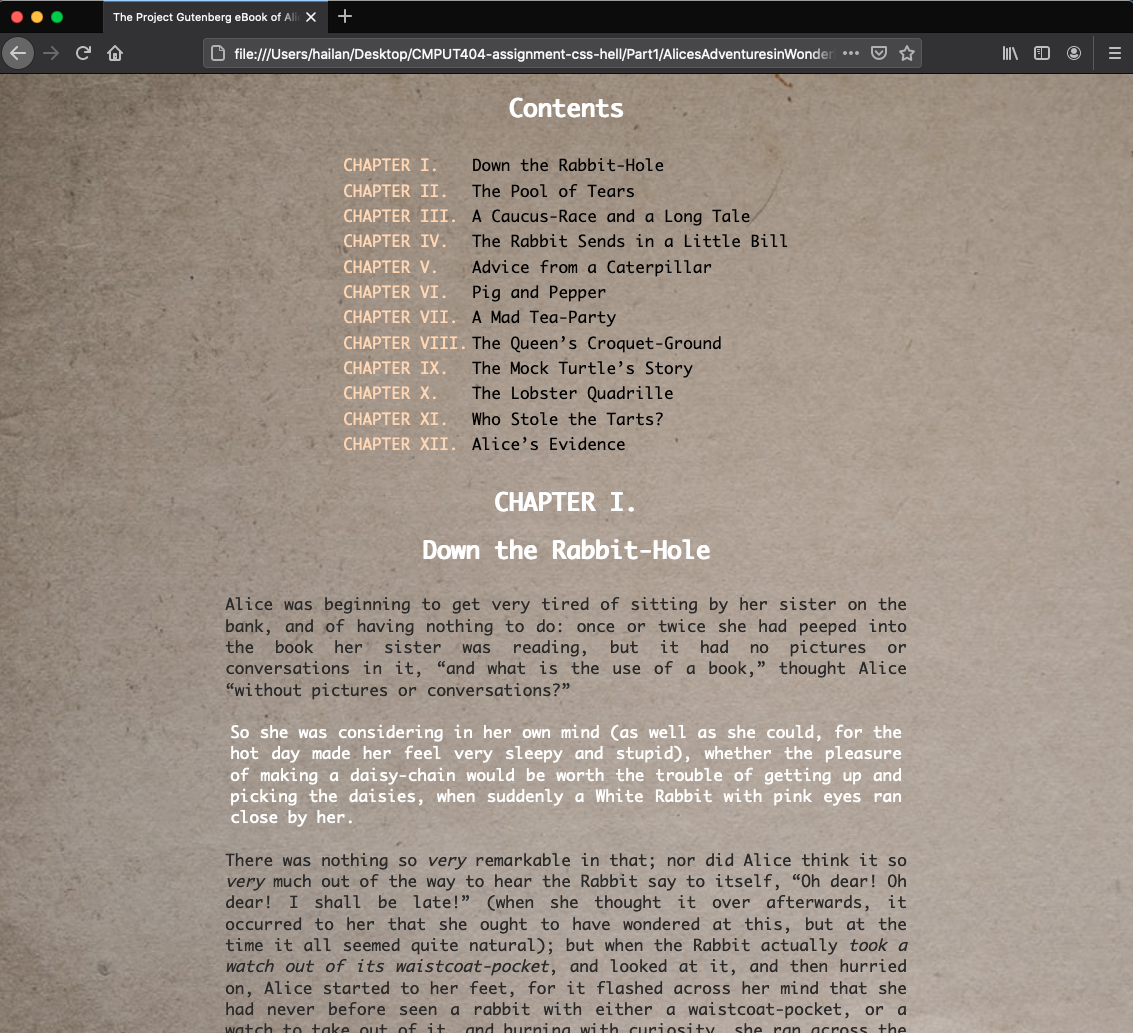 The Project Gutenberg eBook of Ali
file:///Users/hailan/Desktop/CMPUT404-assignment-css-hell/Part1/AlicesAdventuresinWonder
Contents
CHAPTER I. Down the Rabbit-Hole
CHAPTER II. The Pool of Tears
CHAPTER III. A Caucus-Race and a Long Tale
CHAPTER IV. The Rabbit Sends in a Little Bill
CHAPTER V. Advice from a Caterpillar
CHAPTER VI. Pig and Pepper
CHAPTER VII. A Mad Tea-Party
CHAPTER VIII. The Queen’s Croquet-Ground
CHAPTER IX. The Mock Turtle’s Story
CHAPTER X. The Lobster Quadrille
CHAPTER XI. Who Stole the Tarts?
CHAPTER XII. Alice’s Evidence
CHAPTER I.
Down the Rabbit-Hole
Alice was beginning to get very tired of sitting by her sister on the
bank, and of having nothing to do: once or twice she had peeped into
the book her sister was reading, but it had no pictures or
conversations in it, “and what is the use of a book,” thought Alice
“without pictures or conversations?”
So she was considering in her own mind (as well as she could, for the
hot day made her feel very sleepy and stupid), whether the pleasure
of making a daisy-chain would be worth the trouble of getting up and
picking the daisies, when suddenly a White Rabbit with pink eyes ran
close by her.
There was nothing so very remarkable in that; nor did Alice think it so
very much out of the way to hear the Rabbit say to itself, “Oh dear! Oh
dear! I shall be late!” (when she thought it over afterwards, it
occurred to her that she ought to have wondered at this, but at the
time it all seemed quite natural); but when the Rabbit actually took a
watch out of its waistcoat-pocket, and looked at it, and then hurried
on, Alice started to her feet, for it flashed across her mind that she
had never before seen a rabbit with either a waistcoat-pocket, or a
watch to take out of it, and burning with curiosity, she ran across the